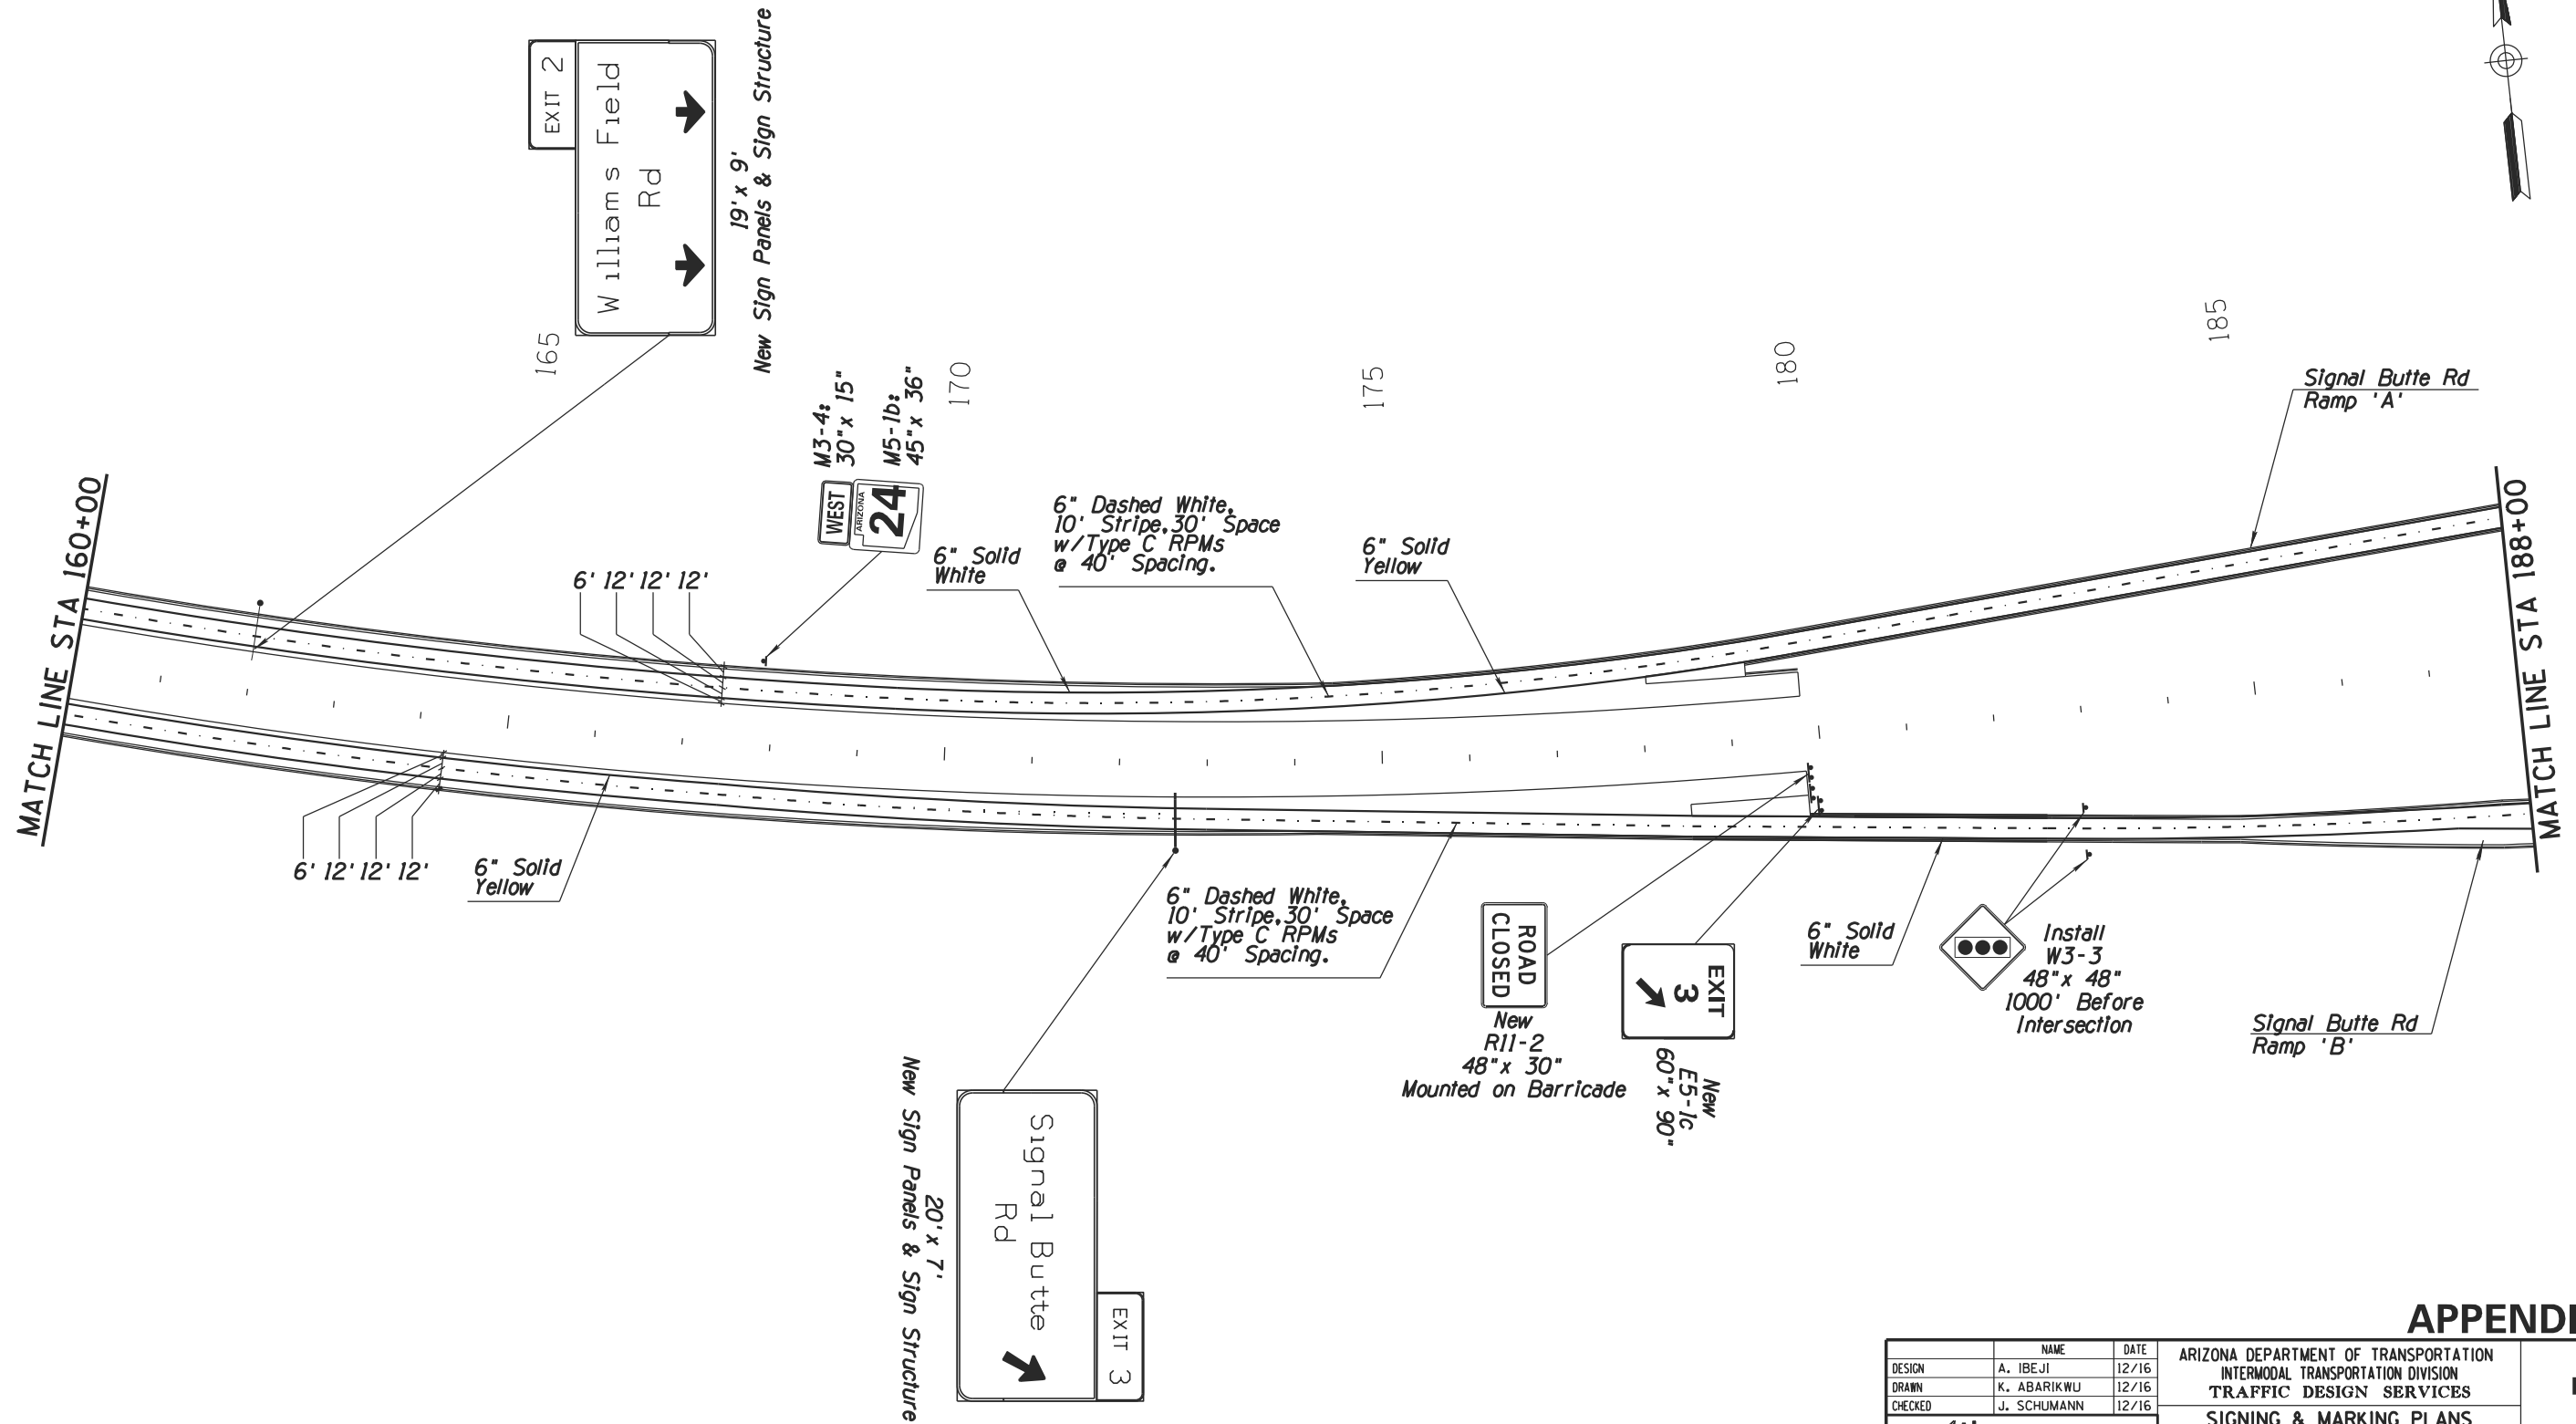 EXIT 2
Williams Field
Rd
19' x 9'
New Sign Panels & Sign Structure
165
170
175
180
185
M3-4:
30" x 15"
M5-1b:
45" x 36"
WEST
ARIZONA
24
Signal Butte Rd
Ramp 'A'
MATCH LINE STA 160+00
MATCH LINE STA 188+00
6' 12' 12' 12'
6" Solid
White
6" Dashed White,
10' Stripe, 30' Space
w/Type C RPMs
@ 40' Spacing.
6" Solid
Yellow
6' 12' 12' 12'
6" Solid
Yellow
6" Dashed White,
10' Stripe, 30' Space
w/Type C RPMs
@ 40' Spacing.
ROAD
CLOSED
New
R11-2
48" x 30"
Mounted on Barricade
EXIT
3
New
E5-1c
60" x 90"
6" Solid
White
Install
W3-3
48" x 48"
1000' Before
Intersection
Signal Butte Rd
Ramp 'B'
EXIT 3
Signal Butte
Rd
20' x 7'
New Sign Panels & Sign Structure
APPENDI
NAME DATE
DESIGN A. IBEJI 12/16
DRAWN K. ABARIKWU 12/16
CHECKED J. SCHUMANN 12/16
ARIZONA DEPARTMENT OF TRANSPORTATION
INTERMODAL TRANSPORTATION DIVISION
TRAFFIC DESIGN SERVICES
SIGNING & MARKING PLANS